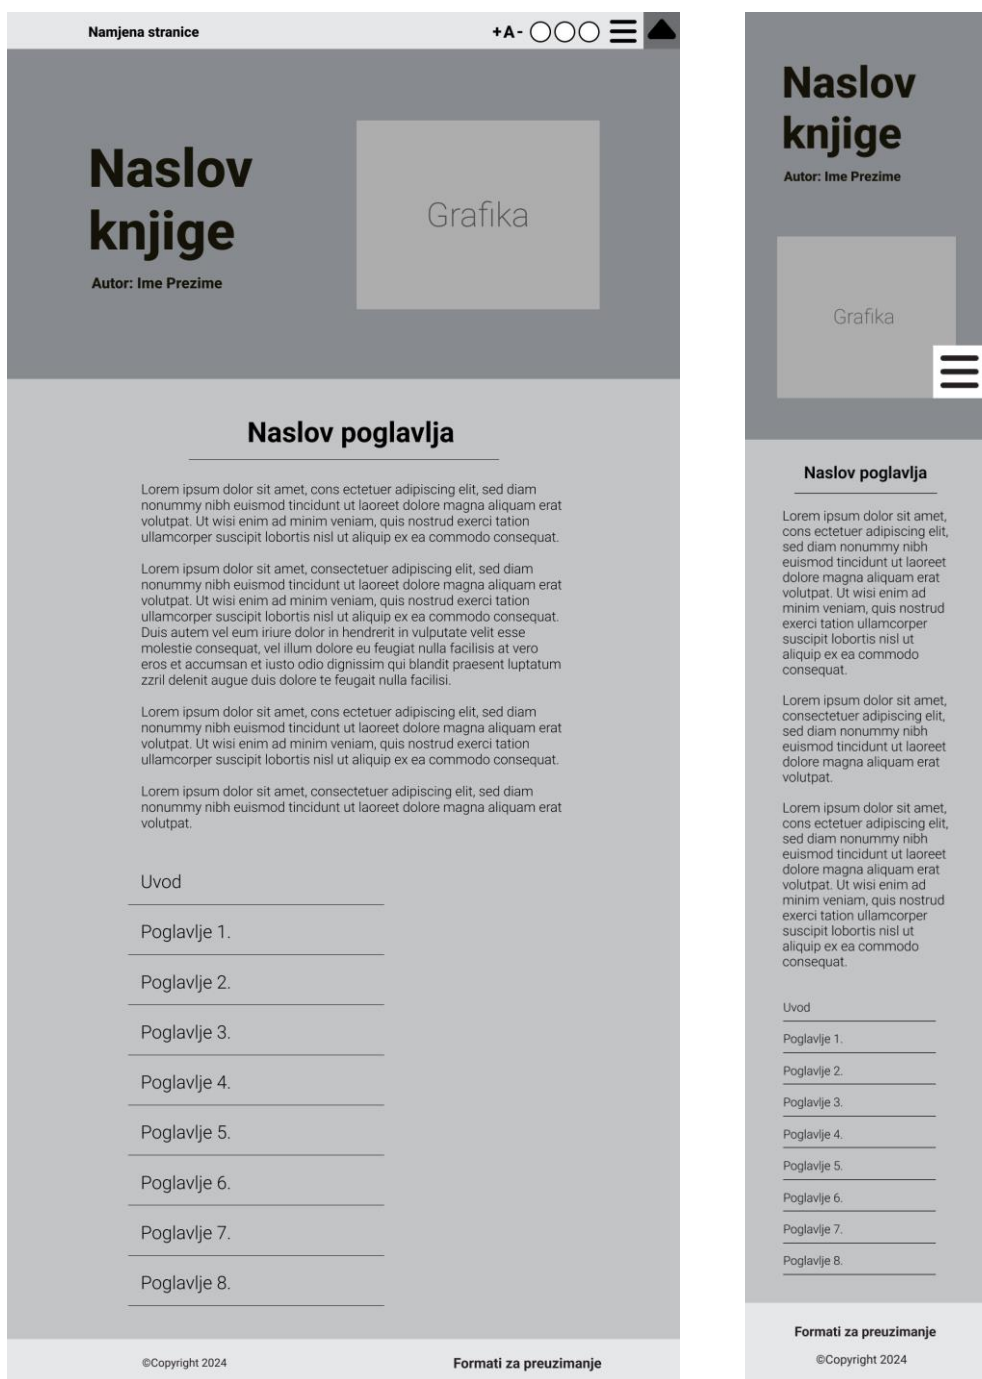 Namjena stranice
+A-
Naslov
knjige
Autor: Ime Prezime
Grafika
Naslov poglavlja
Lorem ipsum dolor sit amet, cons ectetuer adipiscing elit, sed diam
nonummy nibh euismod tincidunt ut laoreet dolore magna aliquam erat
volutpat. Ut wisi enim ad minim veniam, quis nostrud exerci tation
ullamcorper suscipit lobortis nisl ut aliquip ex ea commodo consequat.
Lorem ipsum dolor sit amet, consectetuer adipiscing elit, sed diam
nonummy nibh euismod tincidunt ut laoreet dolore magna aliquam erat
volutpat. Ut wisi enim ad minim veniam, quis nostrud exerci tation
ullamcorper suscipit lobortis nisl ut aliquip ex ea commodo consequat.
Duis autem vel eum iriure dolor in hendrerit in vulputate velit esse
molestie consequat, vel illum dolore eu feugiat nulla facilisis at vero
eros et accumsan et iusto odio dignissim qui blandit praesent luptatum
zzril delenit augue duis dolore te feugait nulla facilisi.
Lorem ipsum dolor sit amet, cons ectetuer adipiscing elit, sed diam
nonummy nibh euismod tincidunt ut laoreet dolore magna aliquam erat
volutpat. Ut wisi enim ad minim veniam, quis nostrud exerci tation
ullamcorper suscipit lobortis nisl ut aliquip ex ea commodo consequat.
Lorem ipsum dolor sit amet, consectetuer adipiscing elit, sed diam
nonummy nibh euismod tincidunt ut laoreet dolore magna aliquam erat
volutpat.
Uvod
Poglavlje 1.
Poglavlje 2.
Poglavlje 3.
Poglavlje 4.
Poglavlje 5.
Poglavlje 6.
Poglavlje 7.
Poglavlje 8.
©Copyright 2024
Formati za preuzimanje
Naslov
knjige
Autor: Ime Prezime
Grafika
Naslov poglavlja
Lorem ipsum dolor sit amet,
cons ectetuer adipiscing elit,
sed diam nonummy nibh
euismod tincidunt ut laoreet
dolore magna aliquam erat
volutpat. Ut wisi enim ad
minim veniam, quis nostrud
exerci tation ullamcorper
suscipit lobortis nisl ut
aliquip ex ea commodo
consequat.
Lorem ipsum dolor sit amet,
consectetuer adipiscing elit,
sed diam nonummy nibh
euismod tincidunt ut laoreet
dolore magna aliquam erat
volutpat.
Lorem ipsum dolor sit amet,
cons ectetuer adipiscing elit,
sed diam nonummy nibh
euismod tincidunt ut laoreet
dolore magna aliquam erat
volutpat. Ut wisi enim ad
minim veniam, quis nostrud
exerci tation ullamcorper
suscipit lobortis nisl ut
aliquip ex ea commodo
consequat.
Uvod
Poglavlje 1.
Poglavlje 2.
Poglavlje 3.
Poglavlje 4.
Poglavlje 5.
Poglavlje 6.
Poglavlje 7.
Poglavlje 8.
Formati za preuzimanje
©Copyright 2024